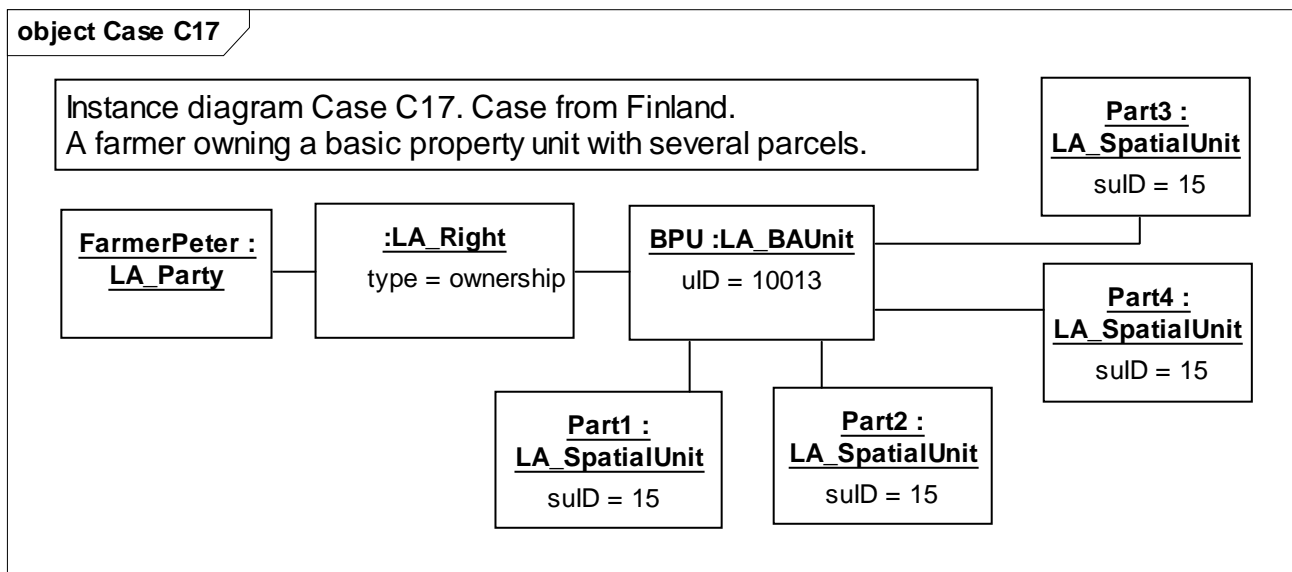 object Case C17
Instance diagram Case C17. Case from Finland.
A farmer owning a basic property unit with several parcels.
Part3 :
LA_SpatialUnit
suID = 15
FarmerPeter :
LA_Party
:LA_Right
type = ownership
BPU :LA_BAUnit
uID = 10013
Part4 :
LA_SpatialUnit
suID = 15
Part1 :
LA_SpatialUnit
suID = 15
Part2 :
LA_SpatialUnit
suID = 15